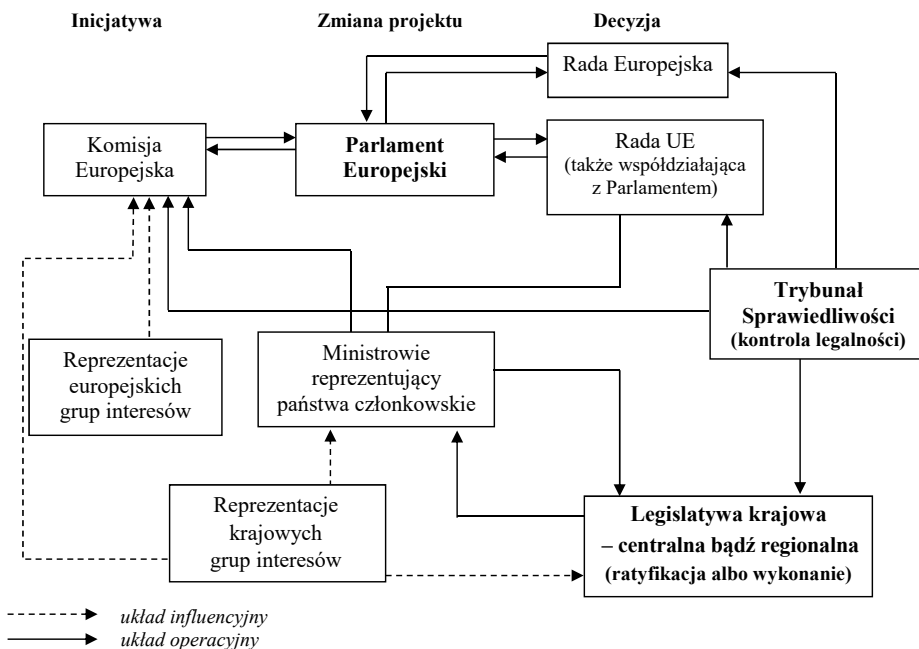 Inicjatywa
Zmiana projektu
Decyzja
Rada Europejska
Komisja
Europejska
Parlament
Europejski
Rada UE
(także współdziałająca
z Parlamentem)
Trybunał
Sprawiedliwości
(kontrola legalności)
Reprezentacje
europejskich
grup interesów
Ministrowie
reprezentujący
państwa członkowskie
Reprezentacje
krajowych
grup interesów
Legislatywa krajowa
– centralna bądź regionalna
(ratyfikacja albo wykonanie)
układ influencyjny
układ operacyjny